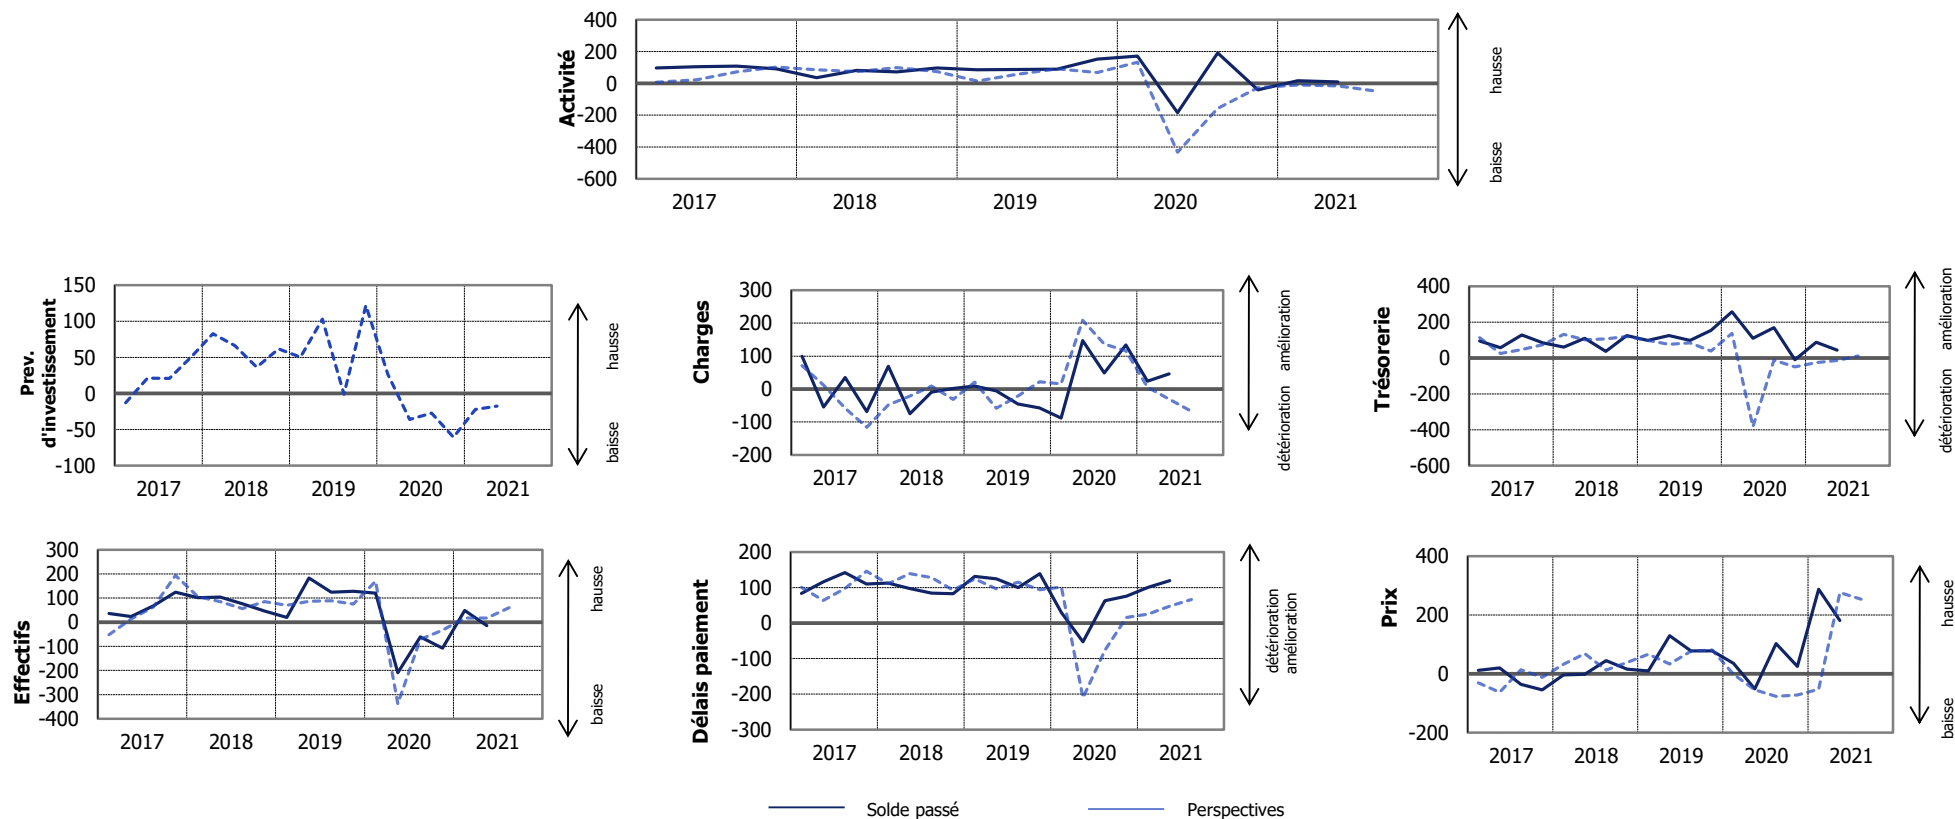 Activité
400
200
0
-200
-400
-600
2017 2018 2019 2020 2021
hausse
baisse
Prev.
d'investissement
150
100
50
0
-50
-100
2017 2018 2019 2020 2021
hausse
baisse
Charges
300
200
100
0
-100
-200
2017 2018 2019 2020 2021
amélioration
détérioration
Trésorerie
400
200
0
-200
-400
-600
2017 2018 2019 2020 2021
amélioration
détérioration
Effectifs
300
200
100
0
-100
-200
-300
-400
2017 2018 2019 2020 2021
hausse
baisse
Délais paiement
200
100
0
-100
-200
-300
2017 2018 2019 2020 2021
détérioration
amélioration
Prix
400
200
0
-200
2017 2018 2019 2020 2021
hausse
baisse
Solde passé Perspectives